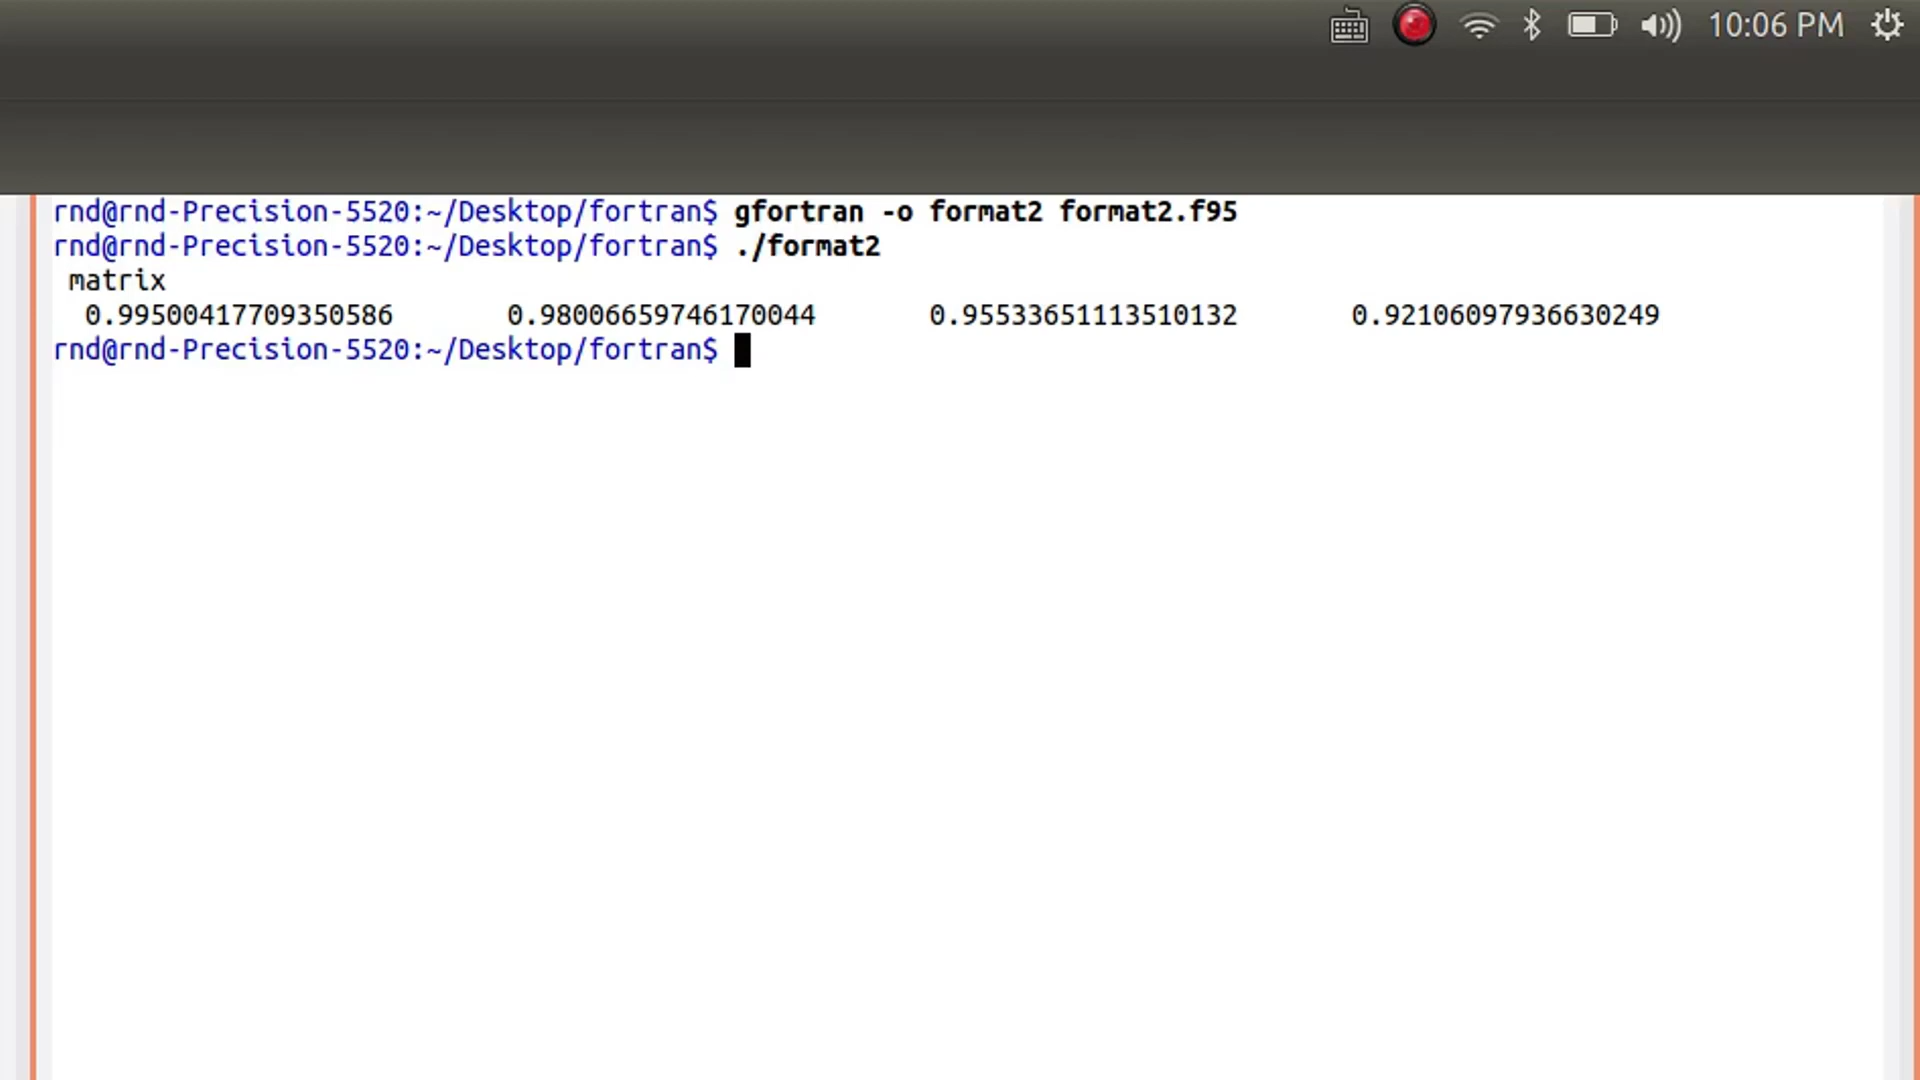 10:06 PM
rnd@rnd-Precision-5520:~/Desktop/fortran$ gfortran -o format2 format2.f95
rnd@rnd-Precision-5520:~/Desktop/fortran$ ./format2
matrix
0.99500417709350586 0.98006659746170044 0.95533651113510132 0.92106097936630249
rnd@rnd-Precision-5520:~/Desktop/fortran$